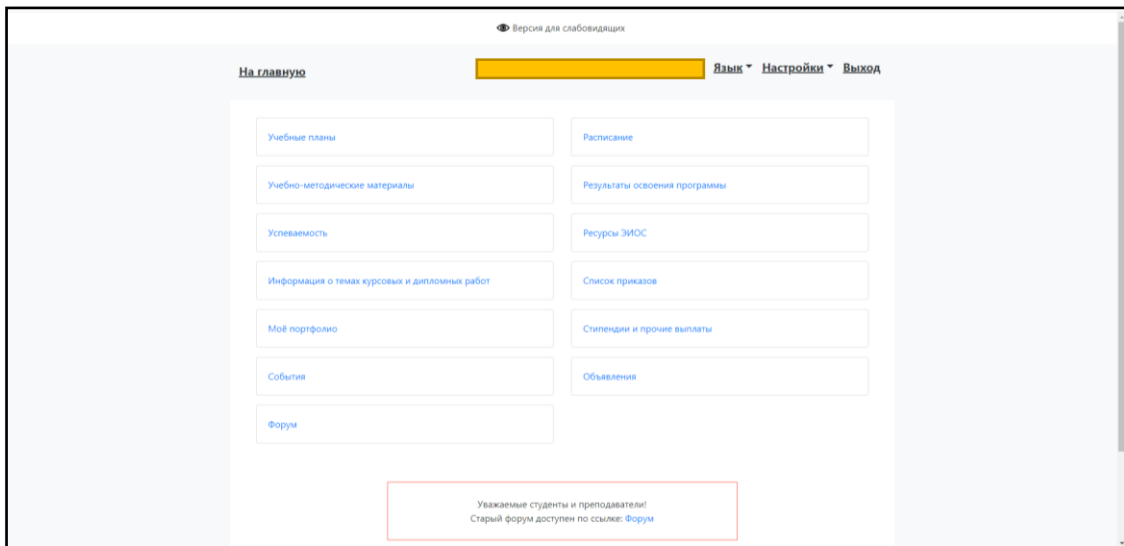 Версия для слабовидящих
На главную
Язык Настройки Выход
Учебные планы
Расписание
Учебно-методические материалы
Результаты освоения программы
Успеваемость
Ресурсы ЭИОС
Информация о темах курсовых и дипломных работ
Список приказов
Моё портфолио
Стипендии и прочие выплаты
События
Объявления
Форум
Уважаемые студенты и преподаватели!
Старый форум доступен по ссылке: Форум